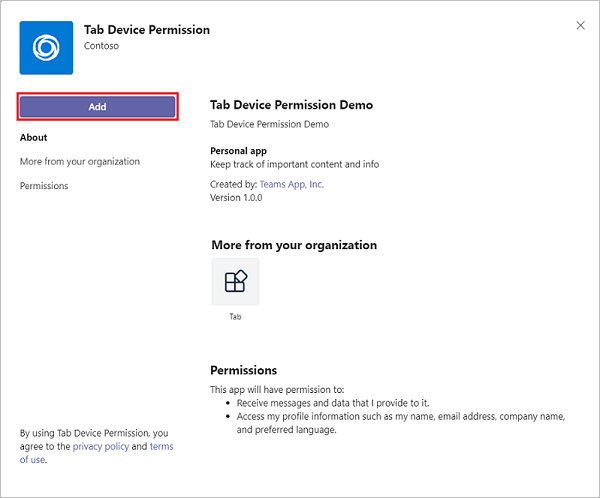 Tab Device Permission
Contoso
Add
About
More from your organization
Permissions
By using Tab Device Permission, you
agree to the privacy policy and terms
of use.
Tab Device Permission Demo
Tab Device Permission Demo
Personal app
Keep track of important content and info
Created by: Teams App, Inc.
Version 1.0.0
More from your organization
Tab
Permissions
This app will have permission to:
• Receive messages and data that I provide to it.
• Access my profile information such as my name, email address, company name,
and preferred language.